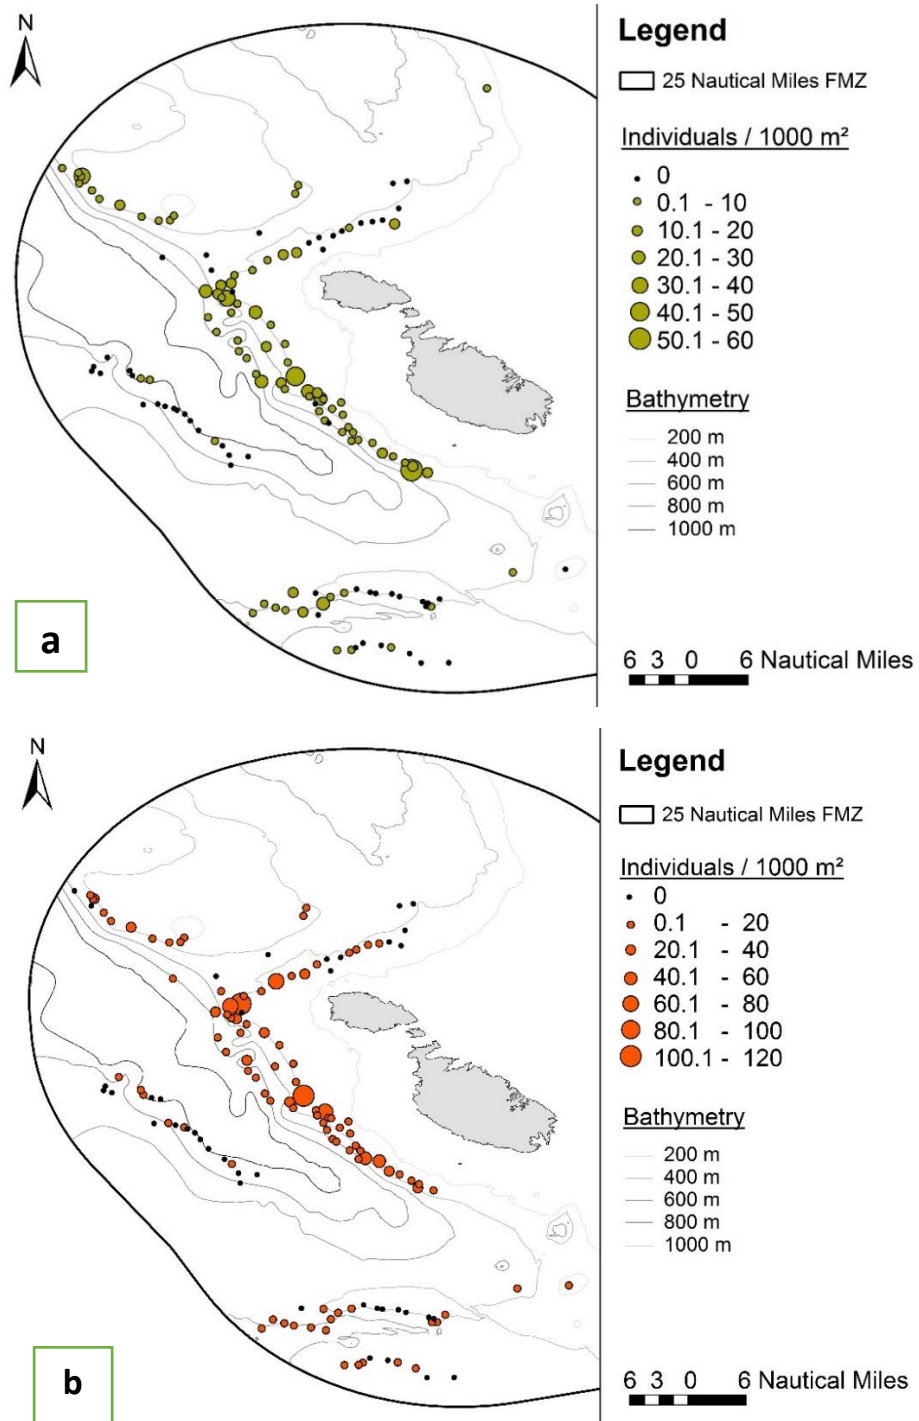 N
Legend
25 Nautical Miles FMZ
Individuals / 1000 m²
0
0.1 - 10
10.1 - 20
20.1 - 30
30.1 - 40
40.1 - 50
50.1 - 60
Bathymetry
200 m
400 m
600 m
800 m
1000 m
a
6 3 0 6 Nautical Miles
N
Legend
25 Nautical Miles FMZ
Individuals / 1000 m²
0
0.1 - 20
20.1 - 40
40.1 - 60
60.1 - 80
80.1 - 100
100.1 - 120
Bathymetry
200 m
400 m
600 m
800 m
1000 m
b
6 3 0 6 Nautical Miles